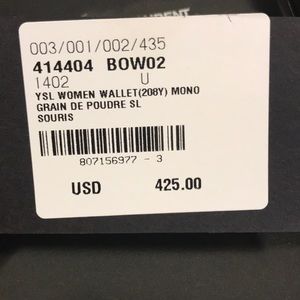 003/001/002/435
414404 BOW02
1402 U
YSL WOMEN WALLET(208Y) MONO
GRAIN DE POUDRE SL
SOURIS
807156977 - 3
USD 425.00